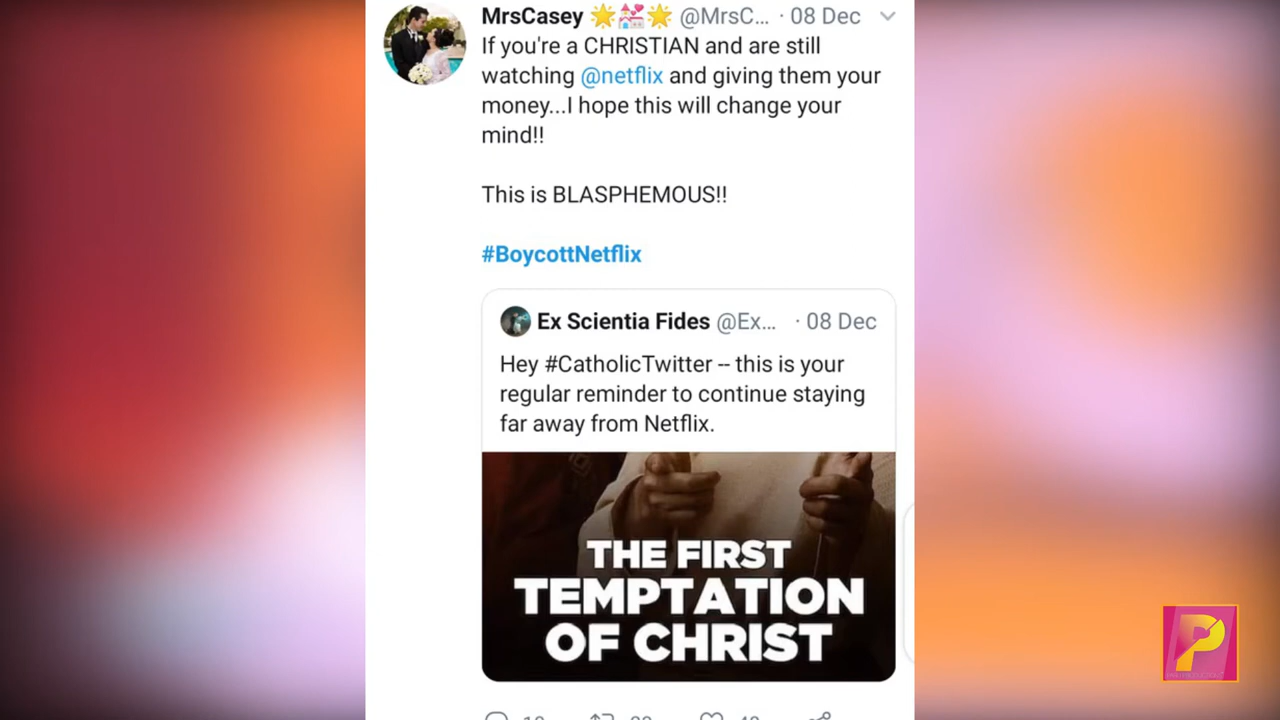 MrsCasey 🌟💒🌟 @MrsC... · 08 Dec
If you're a CHRISTIAN and are still
watching @netflix and giving them your
money...I hope this will change your
mind!!
This is BLASPHEMOUS!!
#BoycottNetflix
Ex Scientia Fides @Ex... · 08 Dec
Hey #CatholicTwitter -- this is your
regular reminder to continue staying
far away from Netflix.
THE FIRST
TEMPTATION
OF CHRIST
P